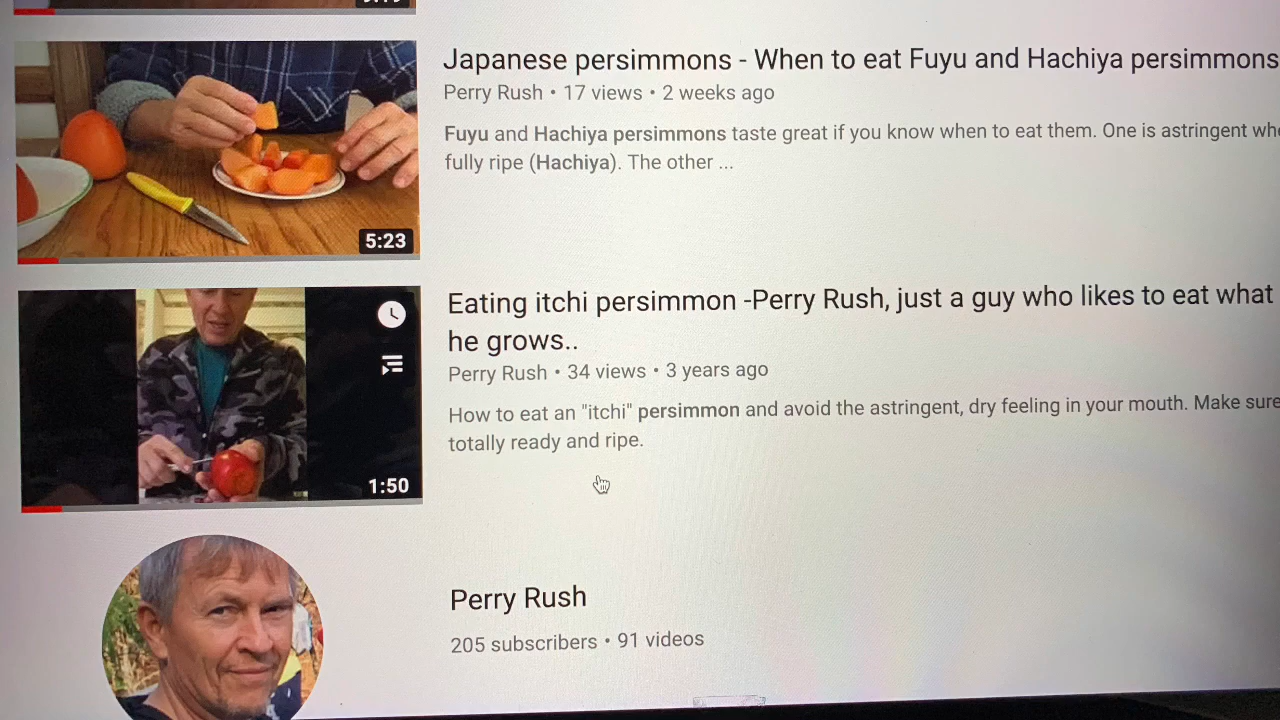 Japanese persimmons - When to eat Fuyu and Hachiya persimmons
Perry Rush • 17 views • 2 weeks ago
Fuyu and Hachiya persimmons taste great if you know when to eat them. One is astringent
fully ripe (Hachiya). The other ...
5:23
Eating itchi persimmon -Perry Rush, just a guy who likes to eat what
he grows..
Perry Rush • 34 views • 3 years ago
How to eat an "itchi" persimmon and avoid the astringent, dry feeling in your mouth. Make sure
totally ready and ripe.
1:50
Perry Rush
205 subscribers • 91 videos